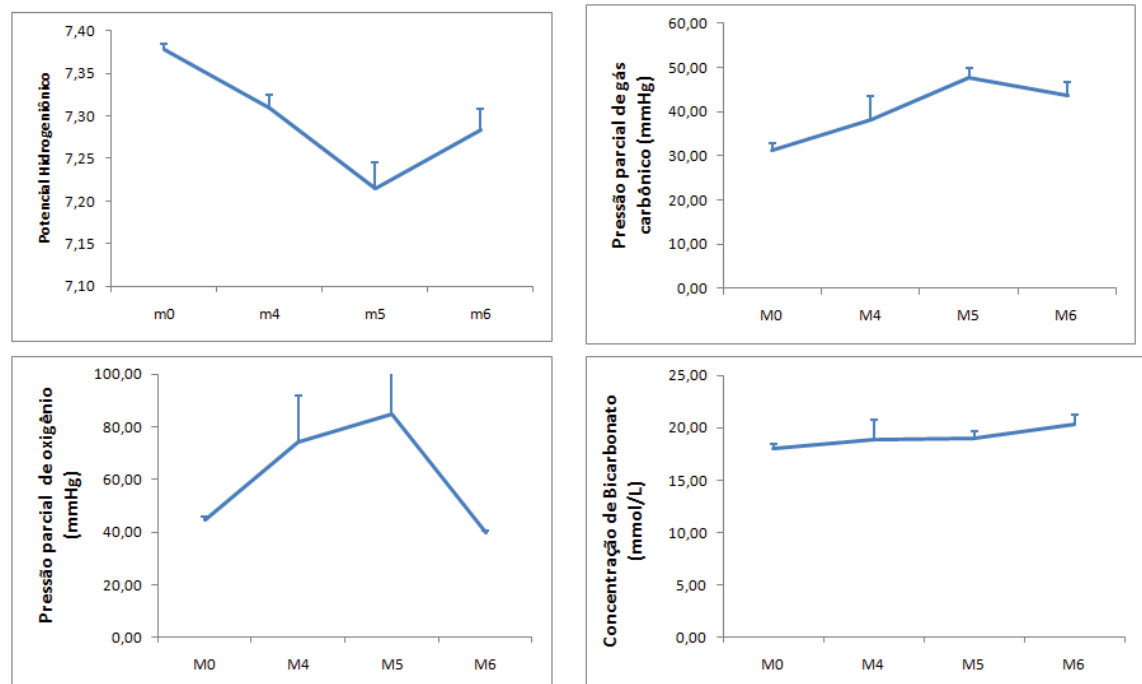 Potencial Hidrogeniônico
7,40
7,35
7,30
7,25
7,20
7,15
7,10
m0 m4 m5 m6
Pressão parcial de gás
carbônico (mmHg)
60,00
50,00
40,00
30,00
20,00
10,00
0,00
M0 M4 M5 M6
Pressão parcial de oxigênio
(mmHg)
100,00
80,00
60,00
40,00
20,00
0,00
M0 M4 M5 M6
Concentração de Bicarbonato
(mmol/L)
25,00
20,00
15,00
10,00
5,00
0,00
M0 M4 M5 M6